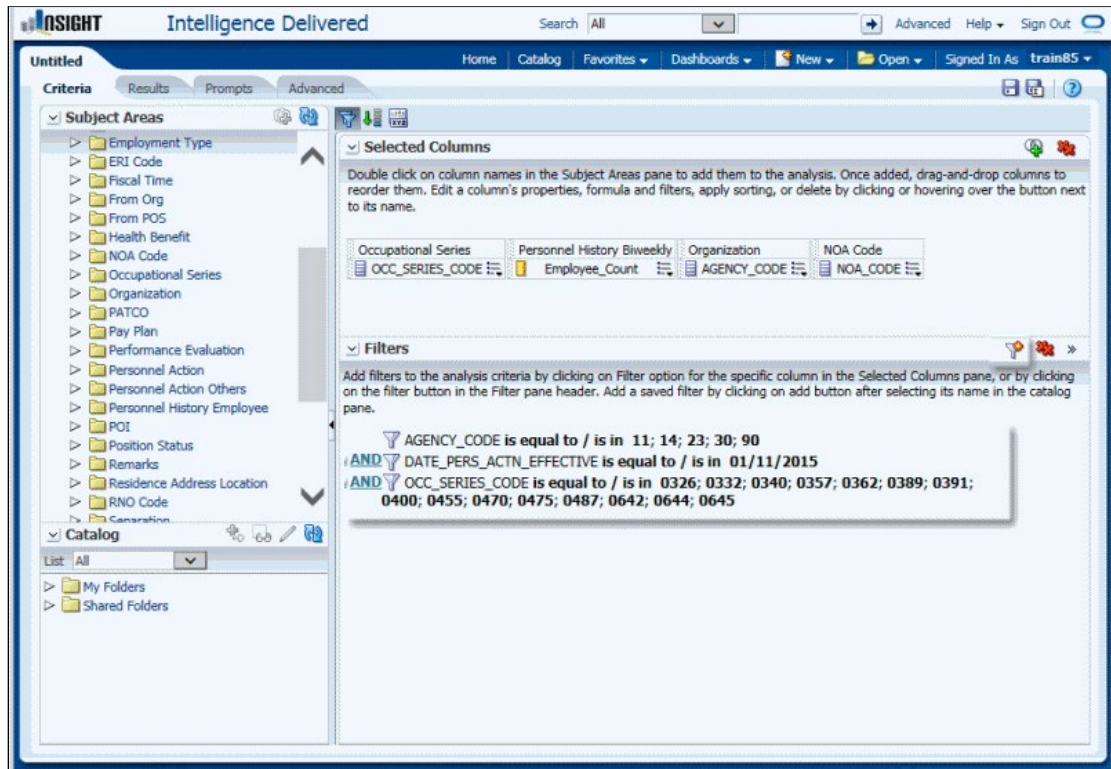 INSIGHT Intelligence Delivered Search All Advanced Help Sign Out
Untitled Home Catalog Favorites Dashboards New Open Signed In As train85
Criteria Results Prompts Advanced
Subject Areas
Employment Type
ERI Code
Fiscal Time
From Org
From POS
Health Benefit
NOA Code
Occupational Series
Organization
PATCO
Pay Plan
Performance Evaluation
Personnel Action
Personnel Action Others
Personnel History Employee
POI
Position Status
Remarks
Residence Address Location
RNO Code
Separation
Catalog
List All
My Folders
Shared Folders
Selected Columns
Double click on column names in the Subject Areas pane to add them to the analysis. Once added, drag-and-drop columns to
reorder them. Edit a column's properties, formula and filters, apply sorting, or delete by clicking or hovering over the button next
to its name.
Occupational Series Personnel History Biweekly Organization NOA Code
OCC_SERIES_CODE Employee_Count AGENCY_CODE NOA_CODE
Filters
Add filters to the analysis criteria by clicking on Filter option for the specific column in the Selected Columns pane, or by clicking
on the filter button in the Filter pane header. Add a saved filter by clicking on add button after selecting its name in the catalog
pane.
AGENCY_CODE is equal to / is in 11; 14; 23; 30; 90
AND DATE_PERS_ACTN_EFFECTIVE is equal to / is in 01/11/2015
AND OCC_SERIES_CODE is equal to / is in 0326; 0332; 0340; 0357; 0362; 0389; 0391;
0400; 0455; 0470; 0475; 0487; 0642; 0644; 0645